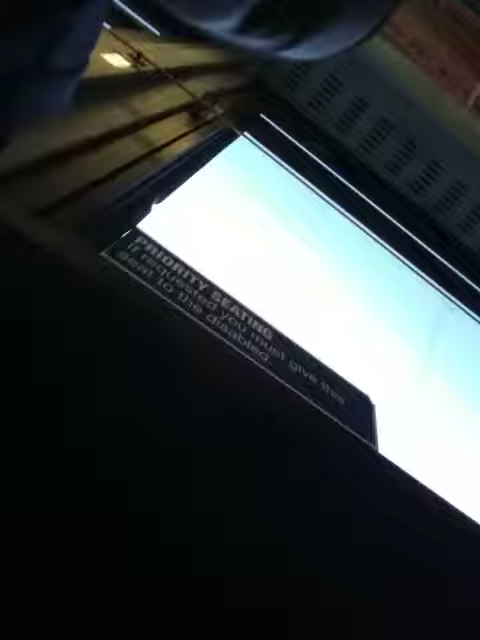 PRIORITY SEATING
If requested you must give this
seat to the disabled.